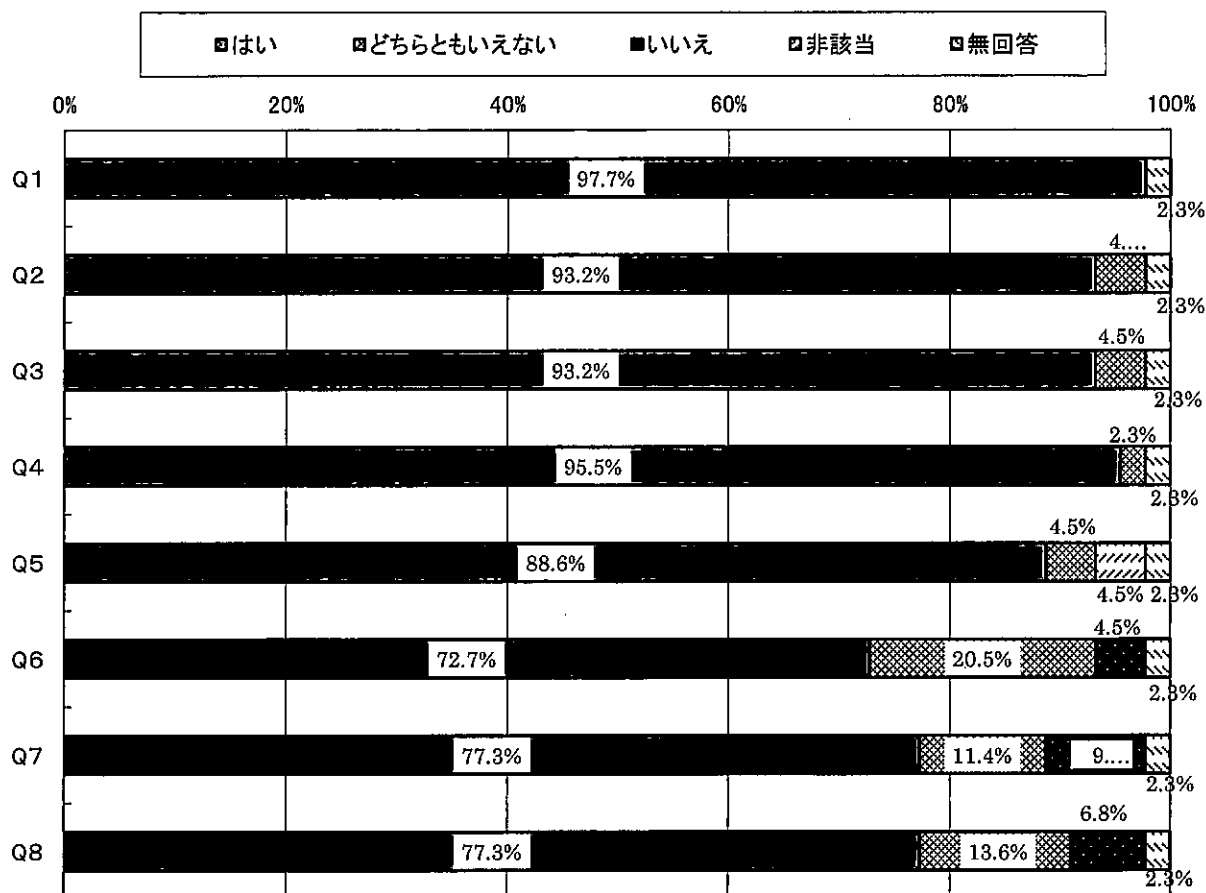 はい どちらともいえない いいえ 非該当 無回答
0% 20% 40% 60% 80% 100%
Q1 97.7%
2.3%
4....
Q2 93.2%
2.3%
4.5%
Q3 93.2%
2.3%
2.3%
Q4 95.5%
2.3%
4.5%
Q5 88.6%
4.5% 2.3%
4.5%
Q6 72.7% 20.5%
2.3%
Q7 77.3% 11.4% 9....
2.3%
6.8%
Q8 77.3% 13.6%
2.3%